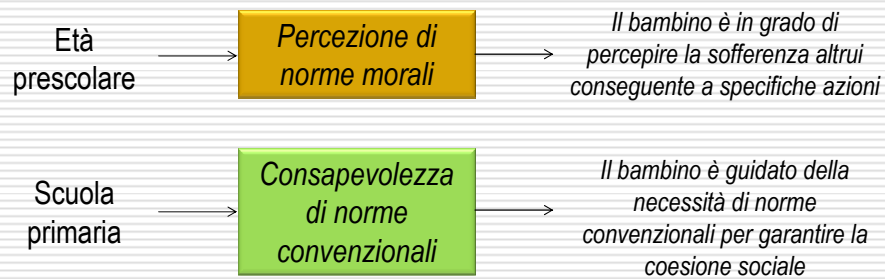 Età
prescolare
Percezione di
norme morali
Il bambino è in grado di
percepire la sofferenza altrui
conseguente a specifiche azioni
Scuola
primaria
Consapevolezza
di norme
convenzionali
Il bambino è guidato della
necessità di norme
convenzionali per garantire la
coesione sociale